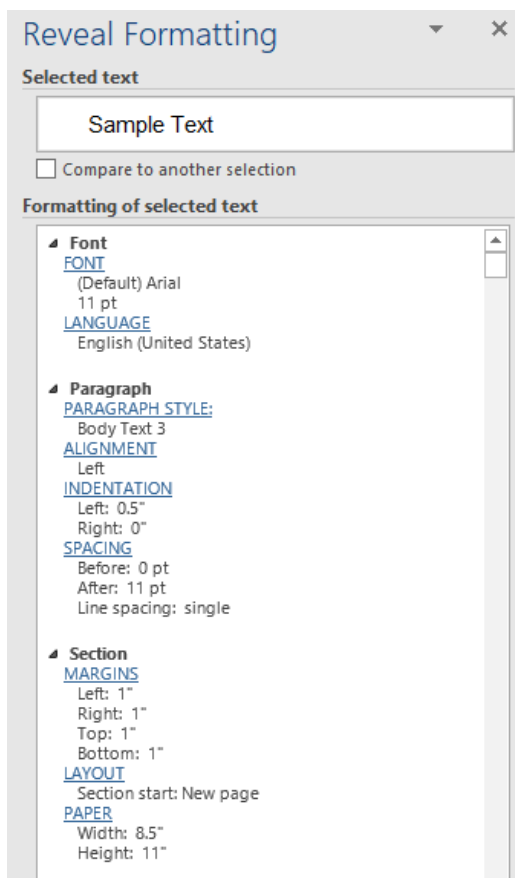 Reveal Formatting
Selected text
Sample Text
Compare to another selection
Formatting of selected text
Font
FONT
(Default) Arial
11 pt
LANGUAGE
English (United States)
Paragraph
PARAGRAPH STYLE:
Body Text 3
ALIGNMENT
Left
INDENTATION
Left: 0.5"
Right: 0"
SPACING
Before: 0 pt
After: 11 pt
Line spacing: single
Section
MARGINS
Left: 1"
Right: 1"
Top: 1"
Bottom: 1"
LAYOUT
Section start: New page
PAPER
Width: 8.5"
Height: 11"